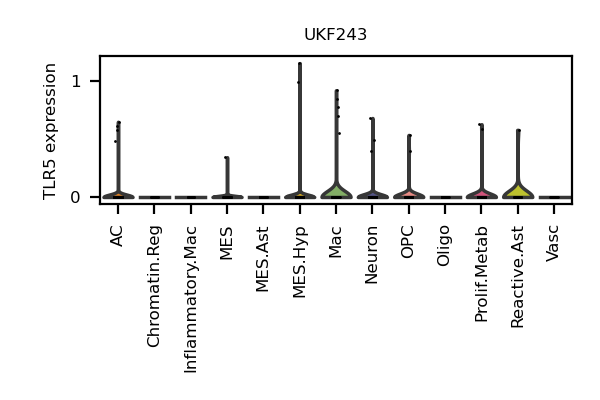 UKF243
TLR5 expression
1
0
AC
Chromatin.Reg
Inflammatory.Mac
MES
MES.Ast
MES.Hyp
Mac
Neuron
OPC
Oligo
Prolif.Metab
Reactive.Ast
Vasc